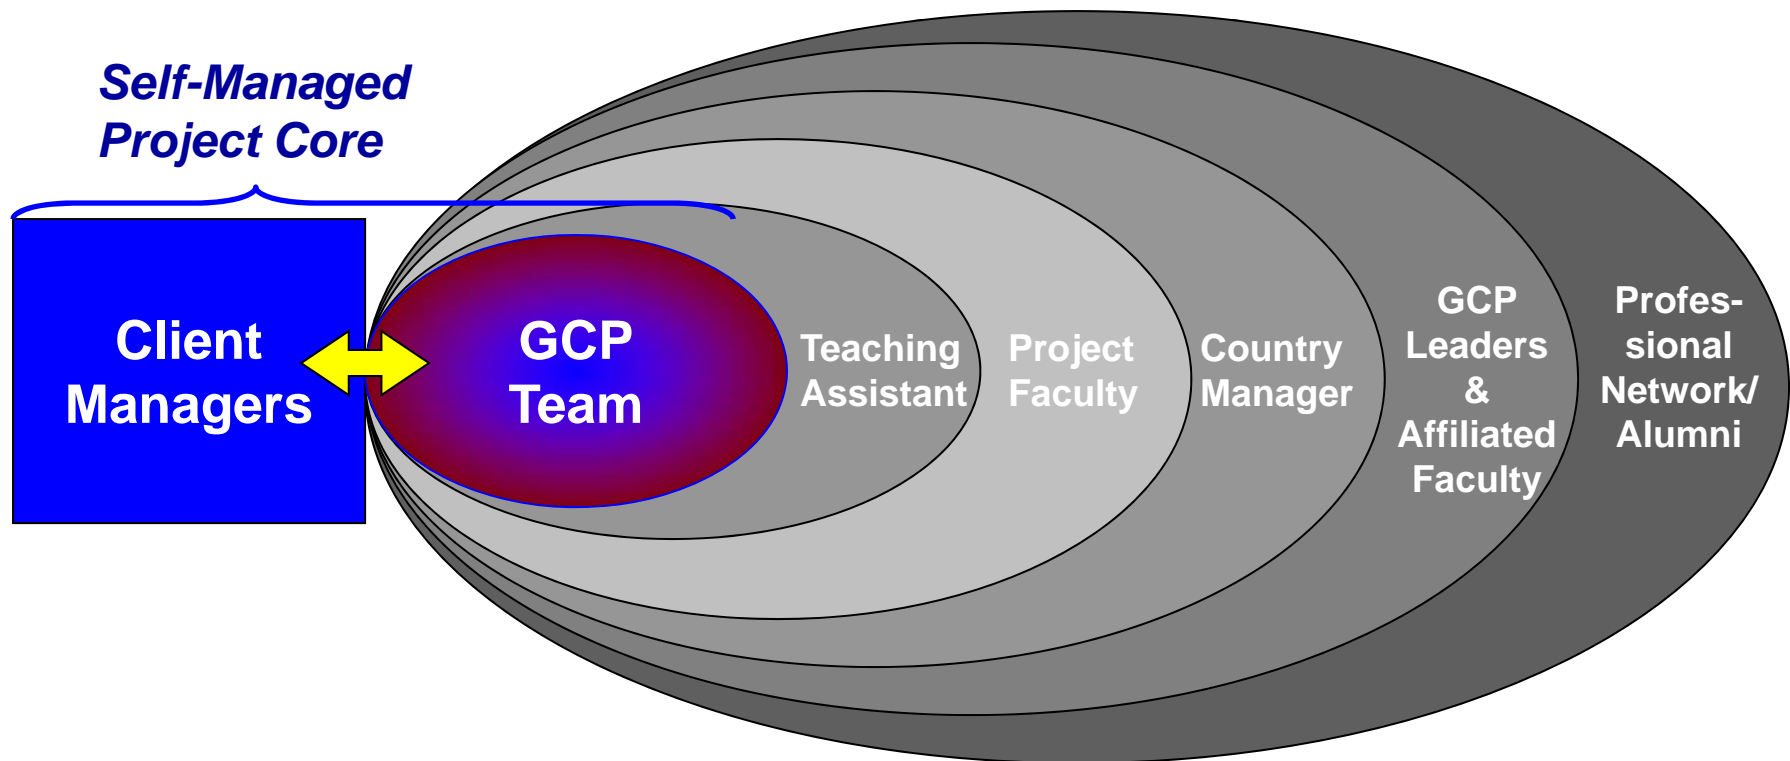 Self-Managed
Project Core
Client
Managers
GCP
Team
Teaching
Assistant
Project
Faculty
Country
Manager
GCP
Leaders
&
Affiliated
Faculty
Profes-
sional
Network/
Alumni